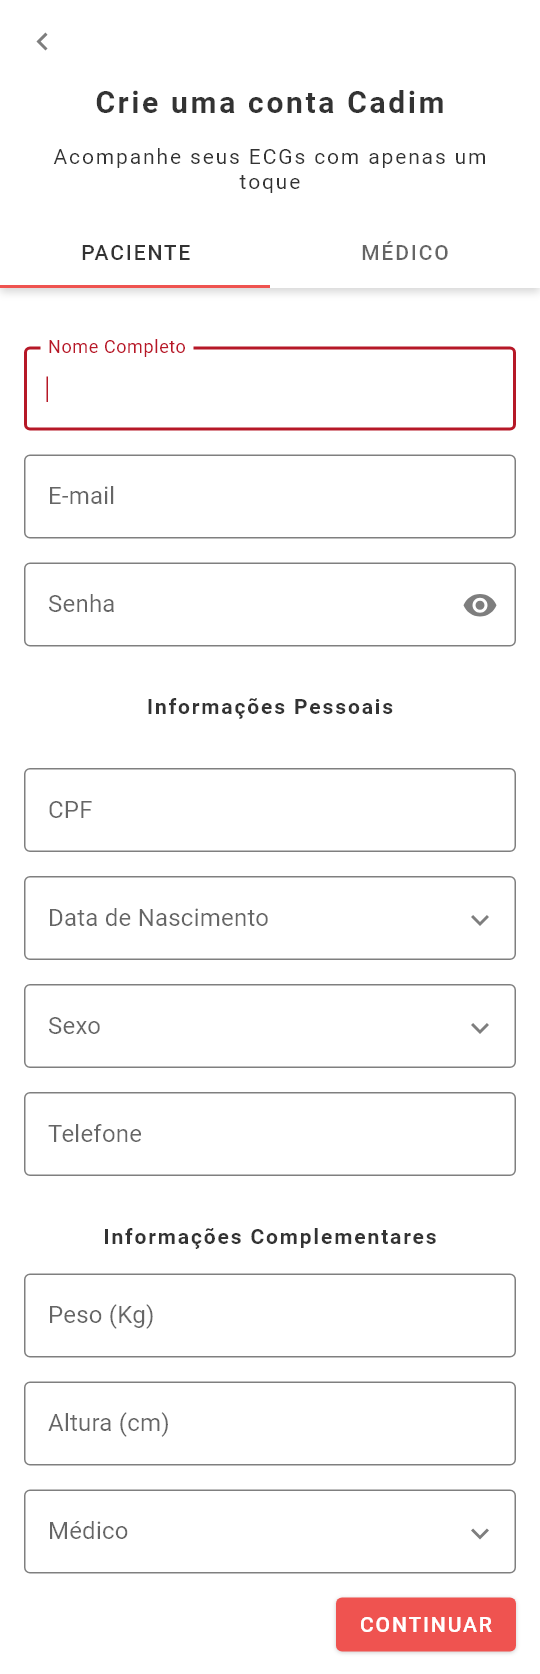 Crie uma conta Cadim
Acompanhe seus ECGs com apenas um
toque
PACIENTE
MÉDICO
Nome Completo
E-mail
Senha
Informações Pessoais
CPF
Data de Nascimento
Sexo
Telefone
Informações Complementares
Peso (Kg)
Altura (cm)
Médico
CONTINUAR